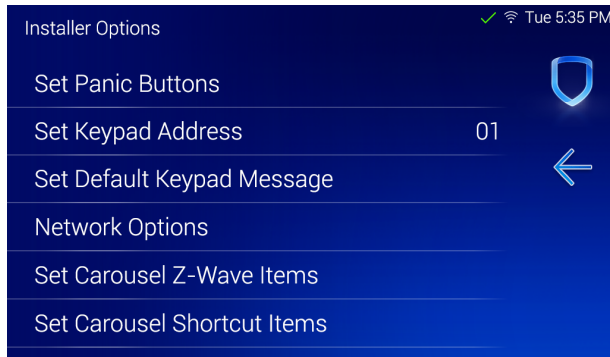 Installer Options
Tue 5:35 PM
Set Panic Buttons
Set Keypad Address 01
Set Default Keypad Message
Network Options
Set Carousel Z-Wave Items
Set Carousel Shortcut Items